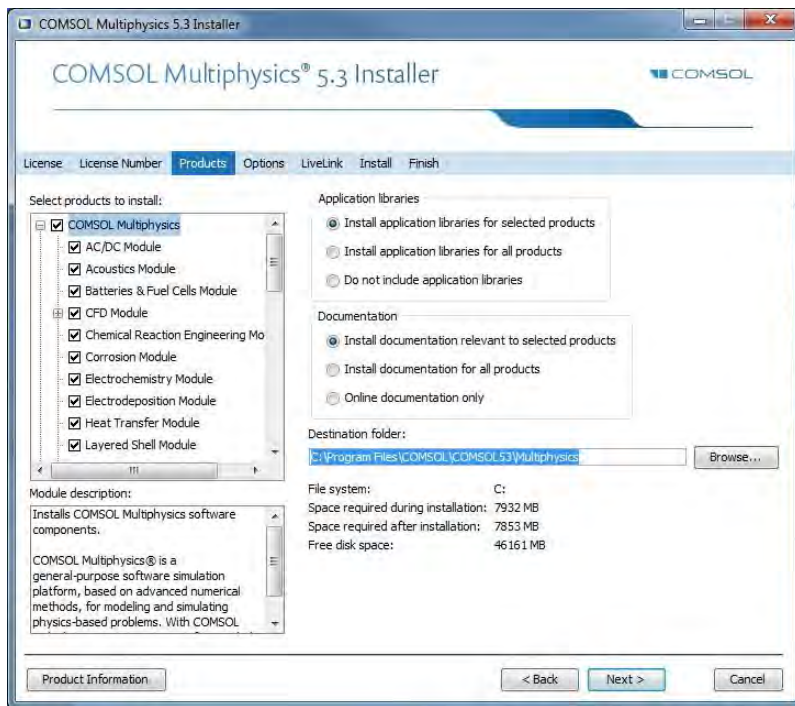 COMSOL Multiphysics 5.3 Installer
COMSOL Multiphysics® 5.3 Installer
COMSOL
License License Number Products Options LiveLink Install Finish
Select products to install:
COMSOL Multiphysics
AC/DC Module
Acoustics Module
Batteries & Fuel Cells Module
CFD Module
Chemical Reaction Engineering Mo
Corrosion Module
Electrochemistry Module
Electrodeposition Module
Heat Transfer Module
Layered Shell Module
Module description:
Installs COMSOL Multiphysics software
components.
COMSOL Multiphysics® is a
general-purpose software simulation
platform, based on advanced numerical
methods, for modeling and simulating
physics-based problems. With COMSOL
Application libraries
Install application libraries for selected products
Install application libraries for all products
Do not include application libraries
Documentation
Install documentation relevant to selected products
Install documentation for all products
Online documentation only
Destination folder:
C:\Program Files\COMSOL\COMSOL53\Multiphysics
Browse...
File system: C:
Space required during installation: 7932 MB
Space required after installation: 7853 MB
Free disk space: 46161 MB
Product Information
< Back Next > Cancel